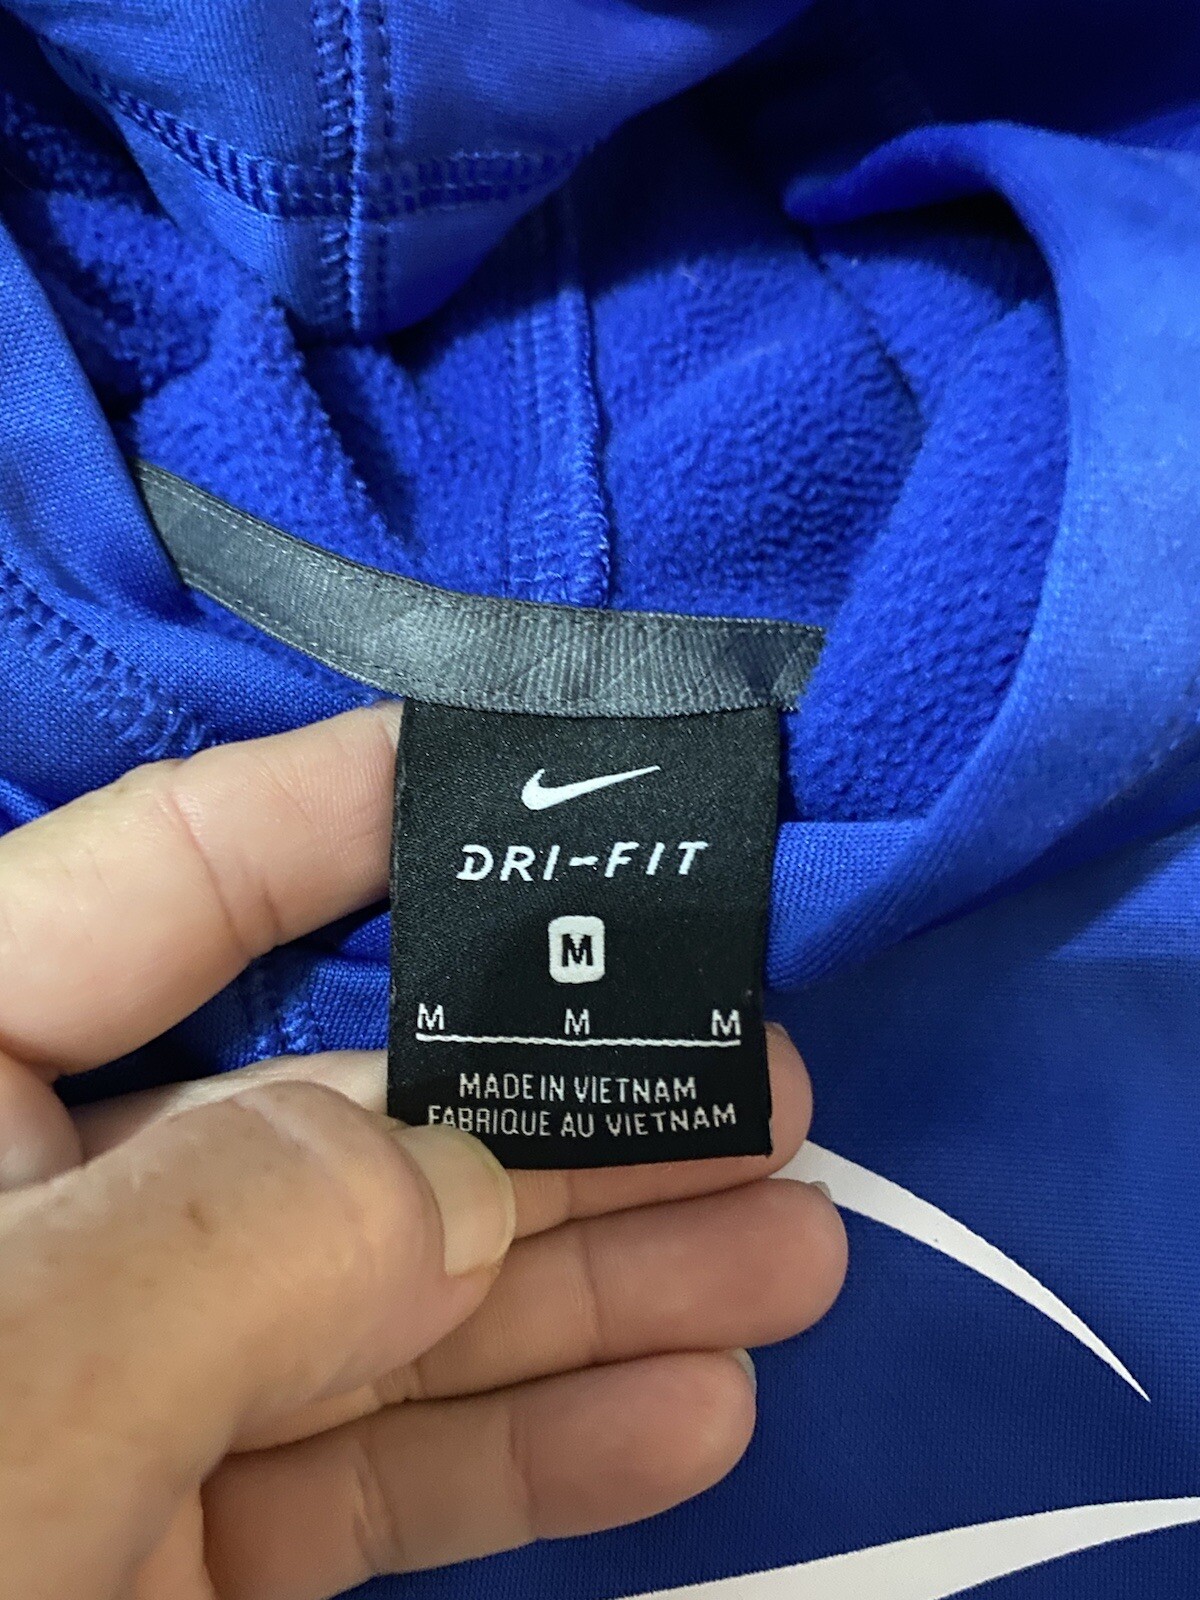 DRI-FIT
M
M M M
MADE IN VIETNAM
FABRIQUE AU VIETNAM